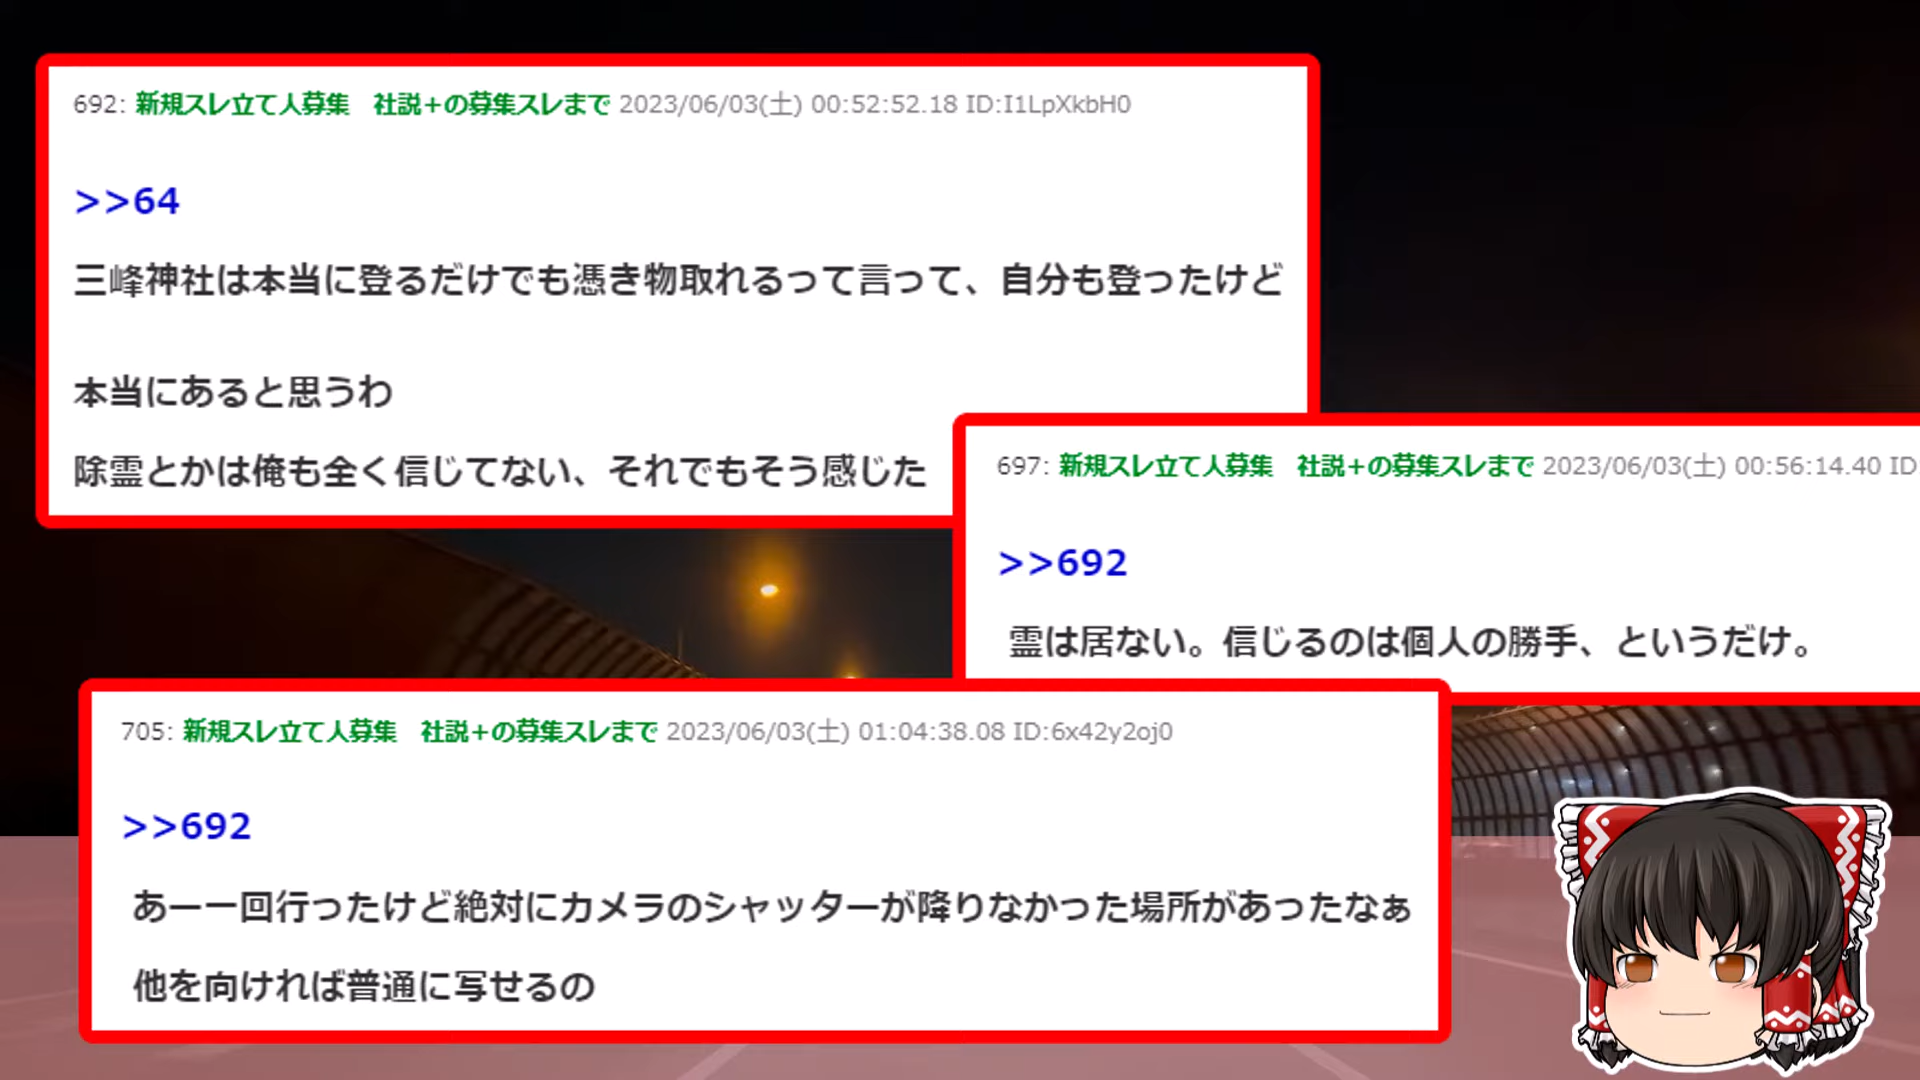 692: 新規スレ立て人募集　社説＋の募集スレまで 2023/06/03(土) 00:52:52.18 ID:I1LpXkbH0
>>64
三峰神社は本当に登るだけでも憑き物取れるって言って、自分も登ったけど
本当にあると思うわ
除霊とかは俺も全く信じてない、それでもそう感じた
697: 新規スレ立て人募集　社説＋の募集スレまで 2023/06/03(土) 00:56:14.40 ID
>>692
霊は居ない。信じるのは個人の勝手、というだけ。
705: 新規スレ立て人募集　社説＋の募集スレまで 2023/06/03(土) 01:04:38.08 ID:6x42y2oj0
>>692
あー一回行ったけど絶対にカメラのシャッターが降りなかった場所があったなぁ
他を向ければ普通に写せるの